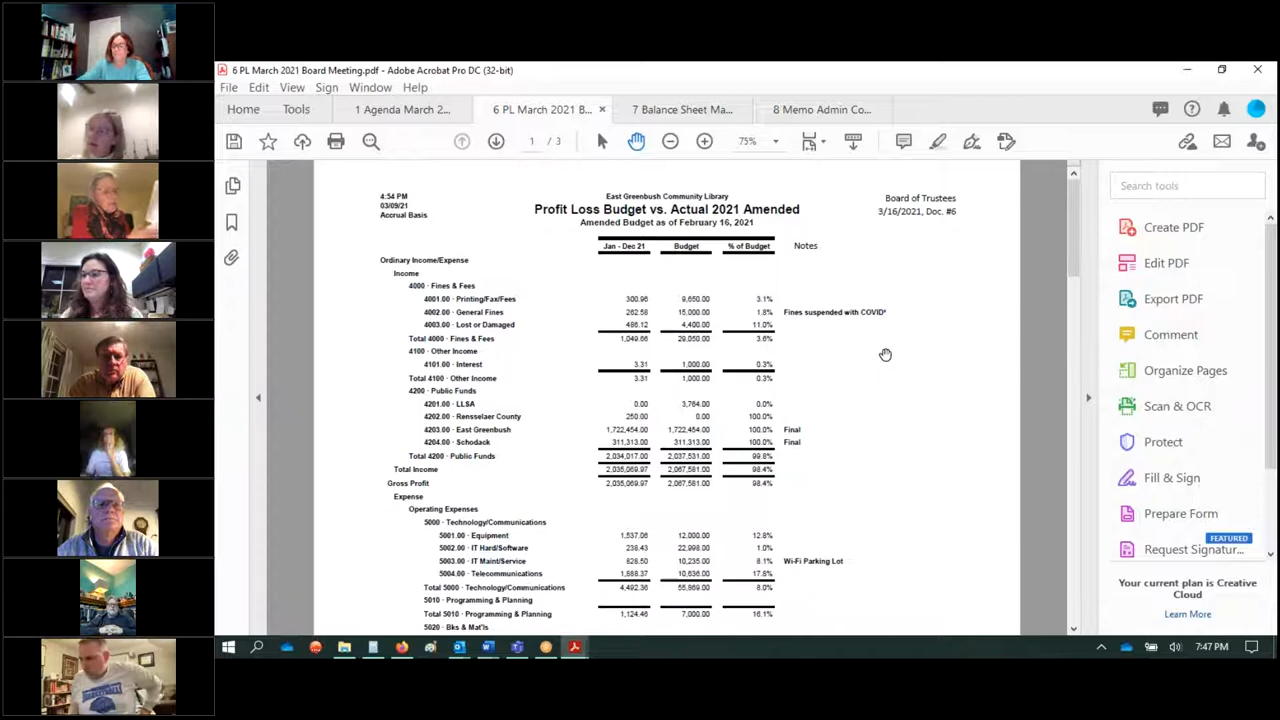 6 PL March 2021 Board Meeting.pdf - Adobe Acrobat Pro DC (32-bit)
File Edit View Window Help
Home Tools 1 Agenda March 2... 6 PL March 2021 B... × 7 Balance Sheet Ma... 8 Memo Admin Co...
1 / 3 75%
4:54 PM East Greenbush Community Library Board of Trustees
03/09/21 Profit Loss Budget vs. Actual 2021 Amended 3/16/2021, Doc. #6
Accrual Basis Amended Budget as of February 16, 2021
Jan - Dec 21 Budget % of Budget Notes
Ordinary Income/Expense
Income
4000 · Fines & Fees
4001.00 · Printing/Fax/Fees 300.96 9,650.00 3.1%
4002.00 · General Fines 262.58 15,000.00 1.8% Fines suspended with COVID*
4003.00 · Lost or Damaged 486.12 4,400.00 11.0%
Total 4000 · Fines & Fees 1,049.66 29,050.00 3.6%
4100 · Other Income
4101.00 · Interest 3.31 1,000.00 0.3%
Total 4100 · Other Income 3.31 1,000.00 0.3%
4200 · Public Funds
4201.00 · LLSA 0.00 3,764.00 0.0%
4202.00 · Rensselaer County 250.00 0.00 100.0%
4203.00 · East Greenbush 1,722,454.00 1,722,454.00 100.0% Final
4204.00 · Schodack 311,313.00 311,313.00 100.0% Final
Total 4200 · Public Funds 2,034,017.00 2,037,531.00 99.8%
Total Income 2,035,069.97 2,067,581.00 98.4%
Gross Profit 2,035,069.97 2,067,581.00 98.4%
Expense
Operating Expenses
5000 · Technology/Communications
5001.00 · Equipment 1,537.06 12,000.00 12.8%
5002.00 · IT Hard/Software 238.43 22,998.00 1.0%
5003.00 · IT Maint/Service 828.50 10,235.00 8.1% Wi-Fi Parking Lot
5004.00 · Telecommunications 1,888.37 10,636.00 17.8%
Total 5000 · Technology/Communications 4,492.36 55,869.00 8.0%
5010 · Programming & Planning
Total 5010 · Programming & Planning 1,124.46 7,000.00 16.1%
5020 · Bks & Mat'ls
Search tools
Create PDF
Edit PDF
Export PDF
Comment
Organize Pages
Scan & OCR
Protect
Fill & Sign
Prepare Form
FEATURED
Request Signatur...
Your current plan is Creative
Cloud
Learn More
7:47 PM